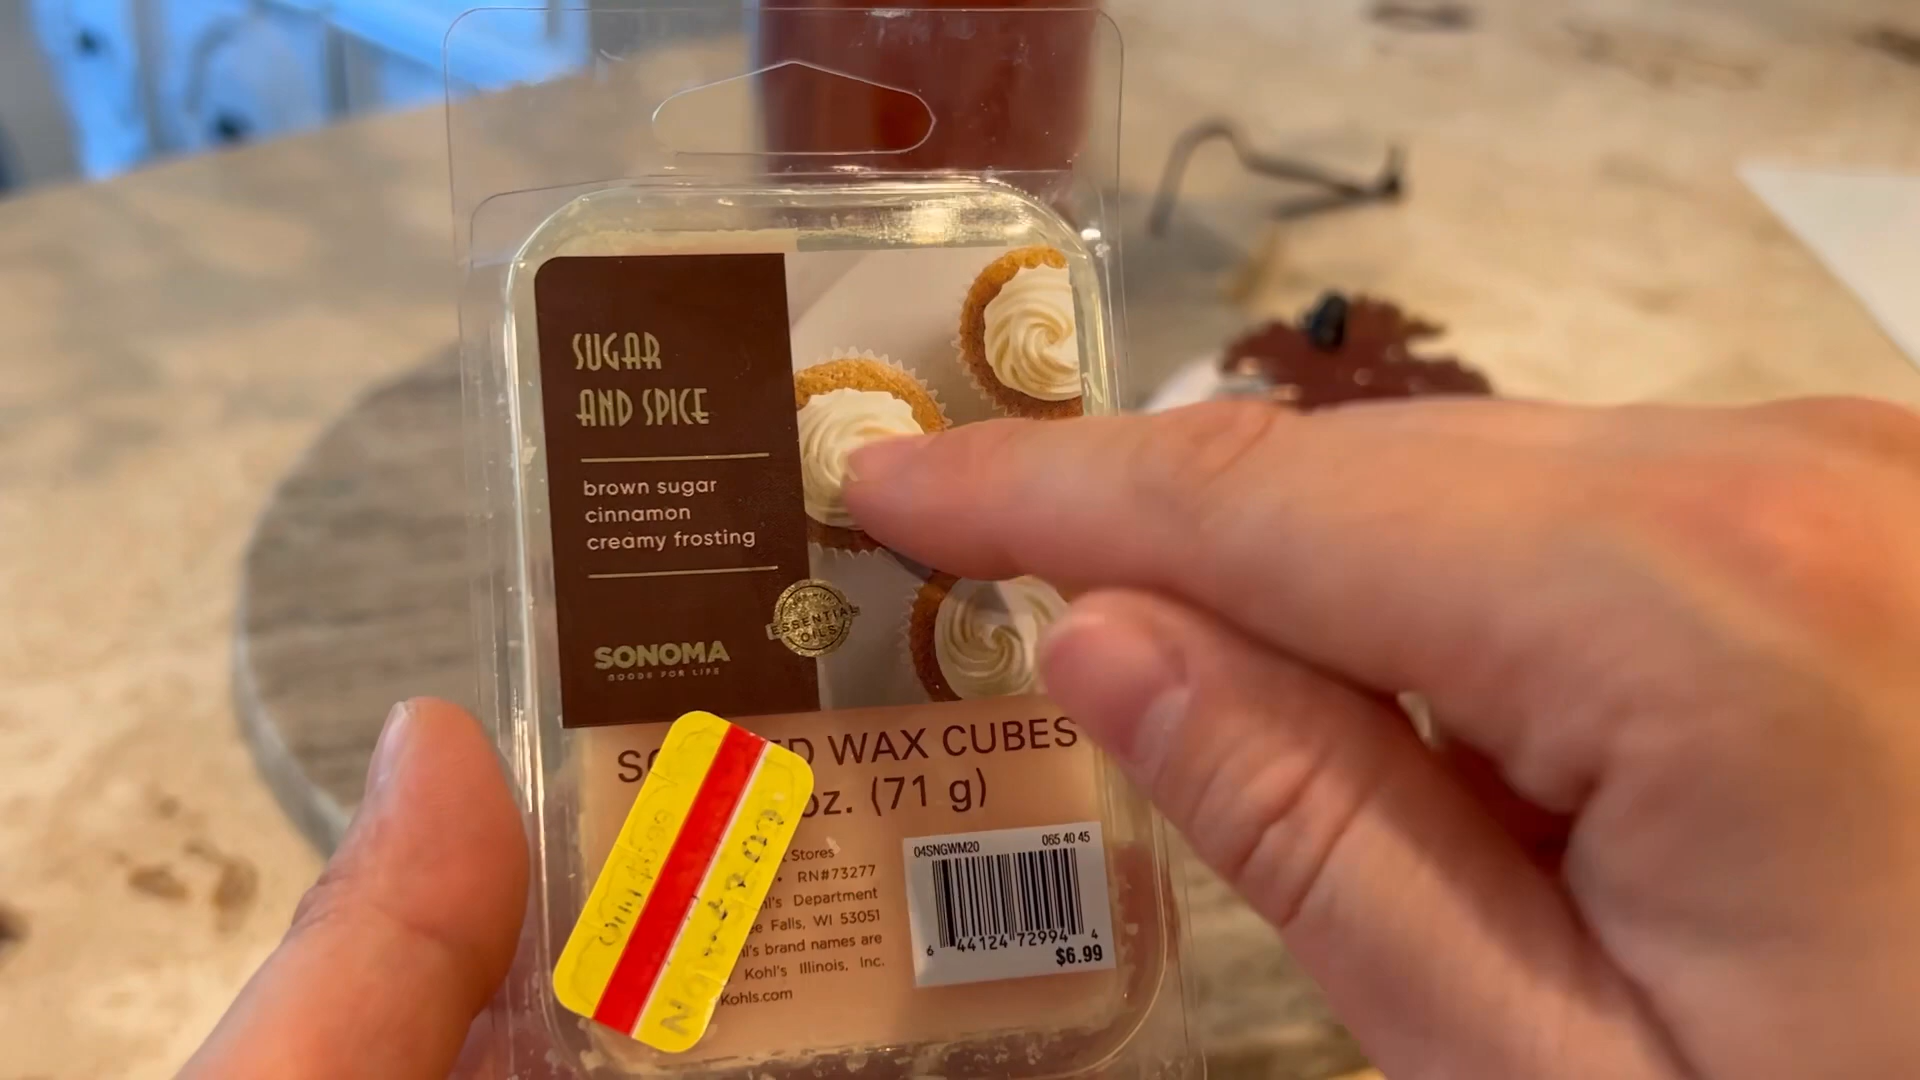 SUGAR
AND SPICE
brown sugar
cinnamon
creamy frosting
ESSENTIAL
OILS
SONOMA
GOODS FOR LIFE
WAX CUBES
oz. (71 g)
Stores
RN#73277
Department
Falls, WI 53051
brand names are
Kohl's Illinois, Inc.
Kohls.com
04SNGWM20 065 40 45
6 44124 72994 4
$6.99